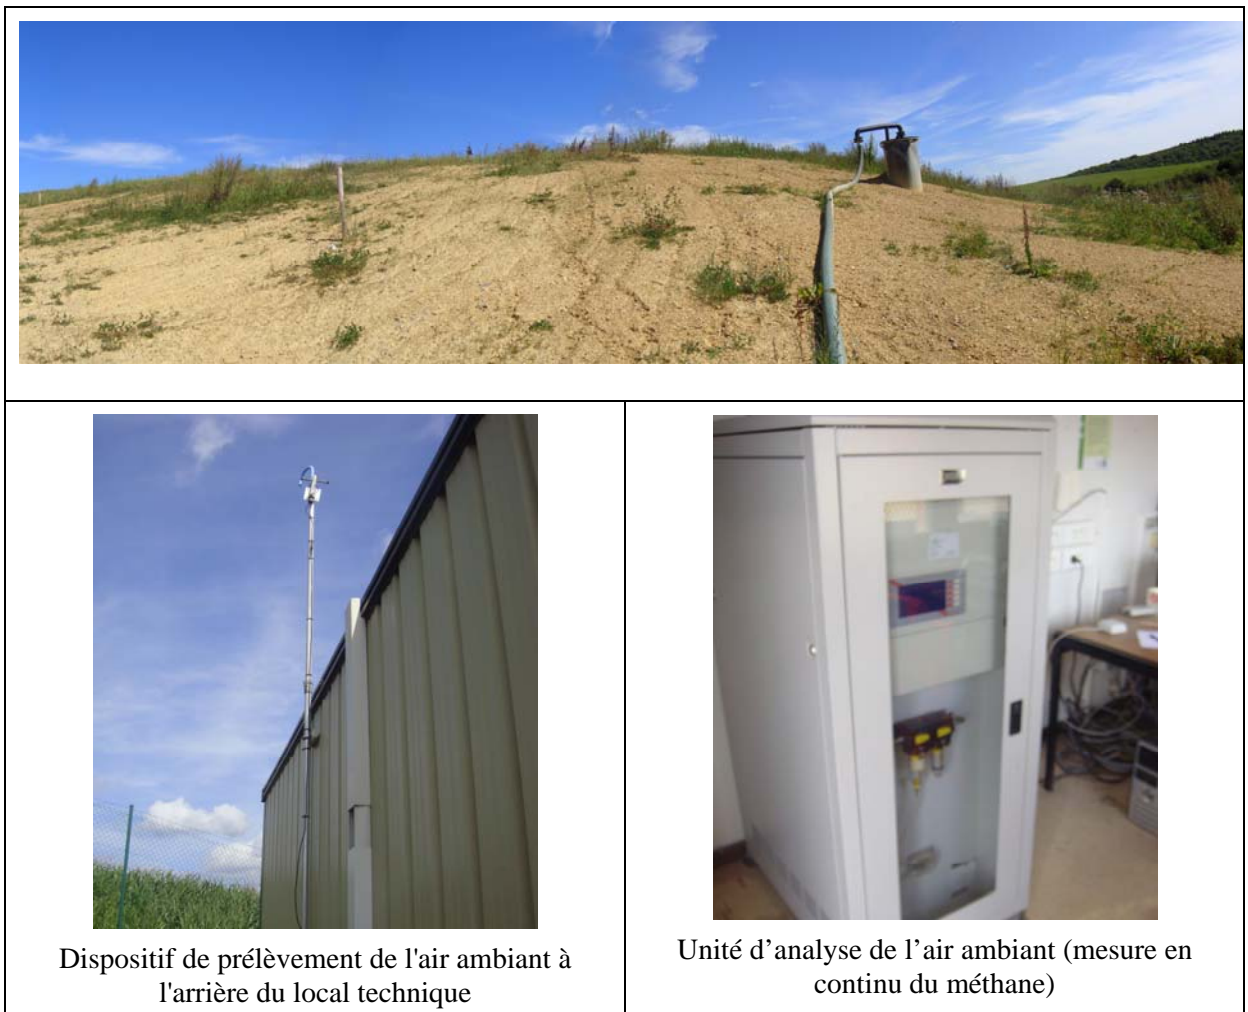 Dispositif de prélèvement de l'air ambiant à
l'arrière du local technique
Unité d’analyse de l’air ambiant (mesure en
continu du méthane)